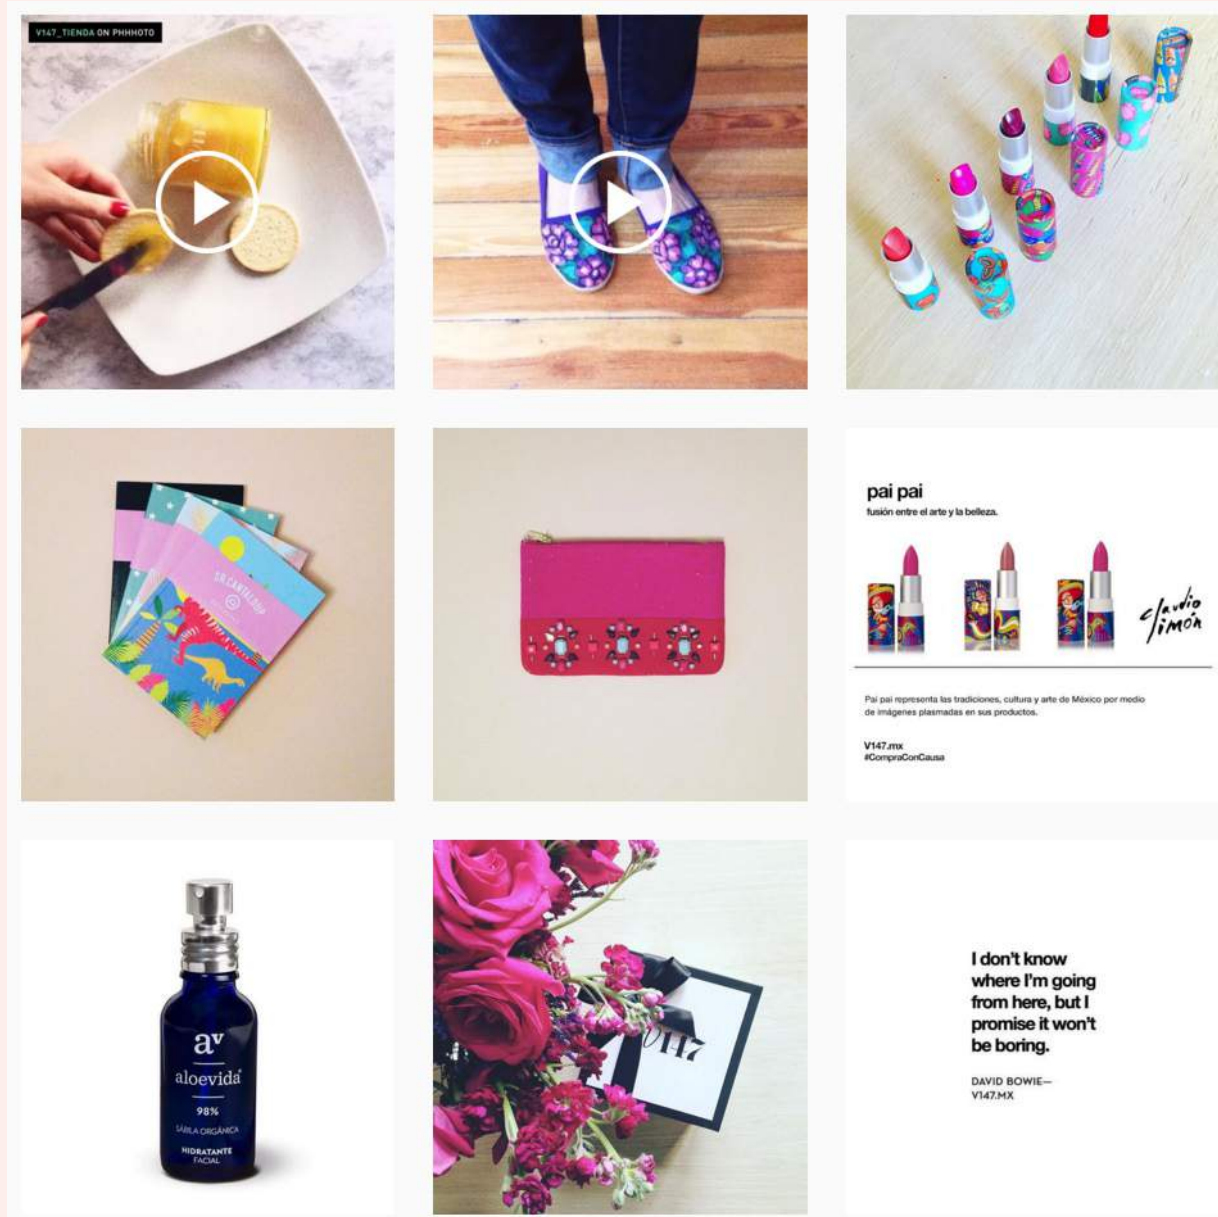 V147_TIENDA ON PHHHOTO
SR.CANTALOUP
pai pai
fusión entre el arte y la belleza.
claudio
limón
Pai pai representa las tradiciones, cultura y arte de México por medio
de imágenes plasmadas en sus productos.
V147.mx
#CompraConCausa
av
aloevida
98%
SÁBILA ORGÁNICA
HIDRATANTE
FACIAL
V147
I don't know
where I'm going
from here, but I
promise it won't
be boring.
DAVID BOWIE—
V147.MX